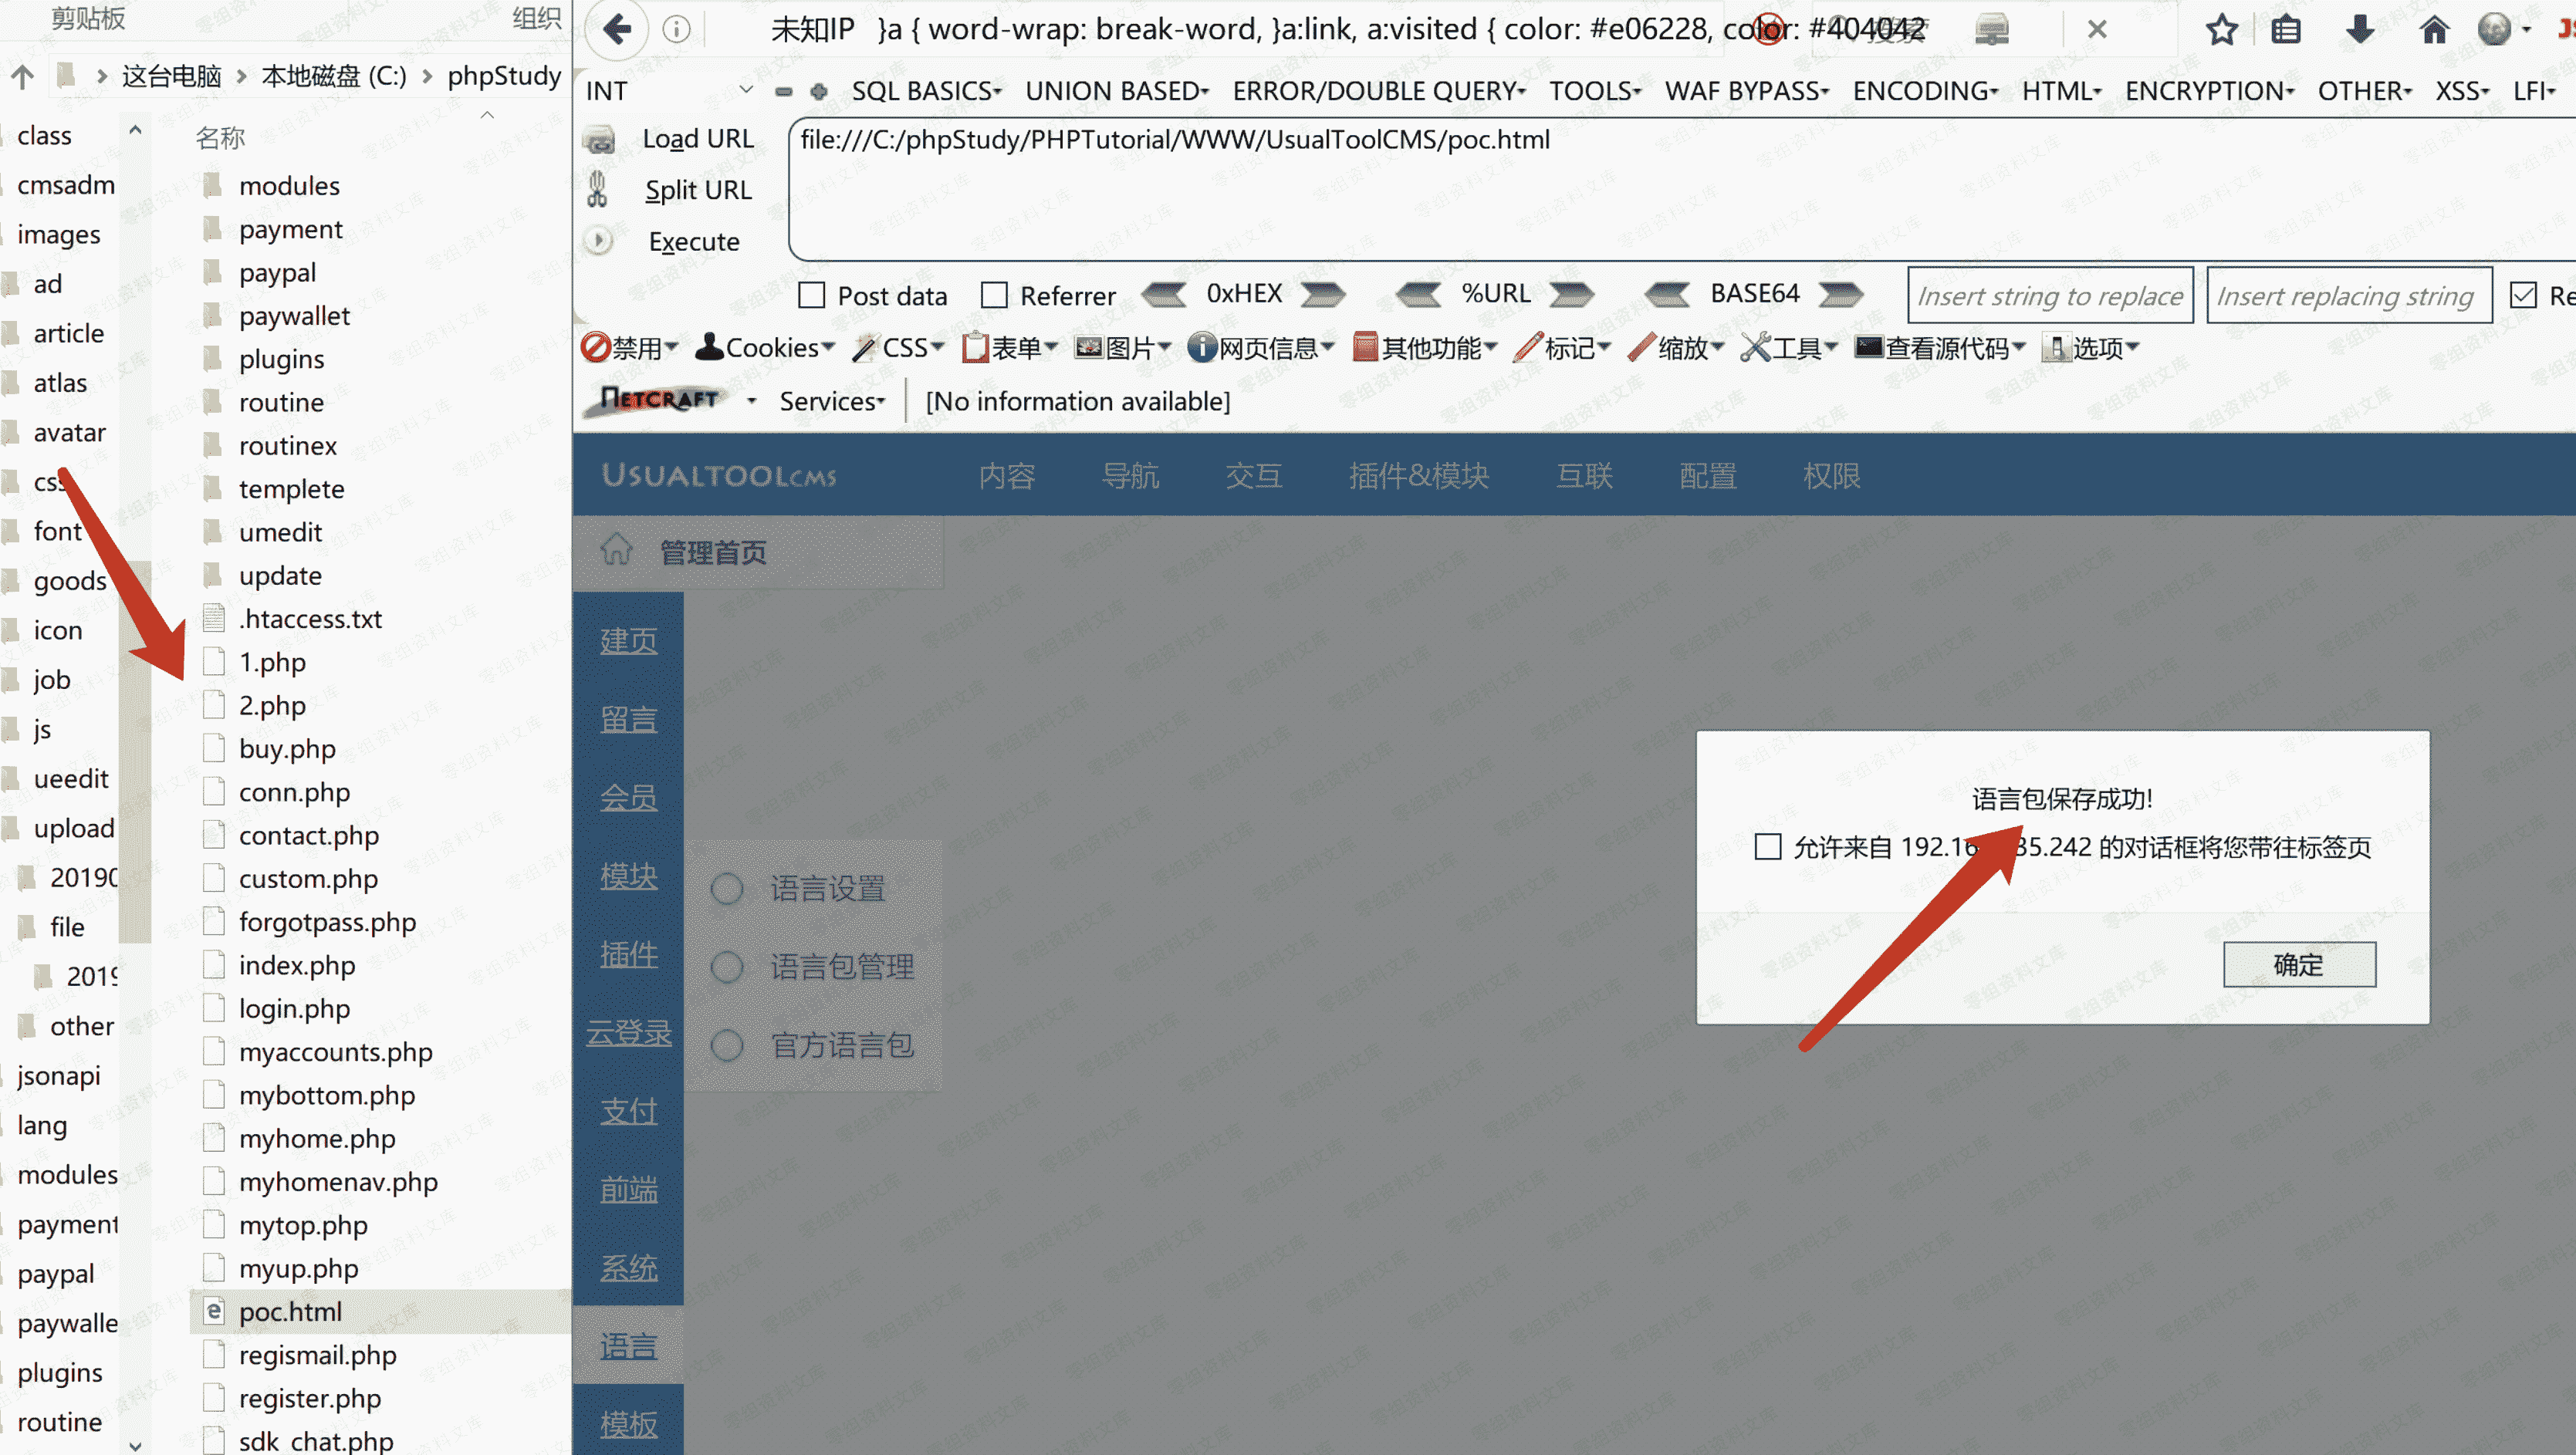 剪贴板
组织
这台电脑 › 本地磁盘 (C:) › phpStudy
class
cmsadm
images
ad
article
atlas
avatar
css
font
goods
icon
job
js
ueedit
upload
20190
file
2019
other
jsonapi
lang
modules
payment
paypal
paywalle
plugins
routine
名称
modules
payment
paypal
paywallet
plugins
routine
routinex
templete
umedit
update
.htaccess.txt
1.php
2.php
buy.php
conn.php
contact.php
custom.php
forgotpass.php
index.php
login.php
myaccounts.php
mybottom.php
myhome.php
myhomenav.php
mytop.php
myup.php
poc.html
regismail.php
register.php
sdk_chat.php
未知IP }a { word-wrap: break-word, }a:link, a:visited { color: #e06228, color: #404042
搜索
INT
SQL BASICS UNION BASED ERROR/DOUBLE QUERY TOOLS WAF BYPASS ENCODING HTML ENCRYPTION OTHER XSS LFI
Load URL
file:///C:/phpStudy/PHPTutorial/WWW/UsualToolCMS/poc.html
Split URL
Execute
Post data Referrer 0xHEX %URL BASE64 Insert string to replace Insert replacing string Re
禁用 Cookies CSS 表单 图片 网页信息 其他功能 标记 缩放 工具 查看源代码 选项
NETCRAFT Services [No information available]
USUALTOOLCMS 内容 导航 交互 插件&模块 互联 配置 权限
管理首页
建页
留言
会员
模块
插件
云登录
支付
前端
系统
语言
模板
语言设置
语言包管理
官方语言包
语言包保存成功!
允许来自 192.16 35.242 的对话框将您带往标签页
确定
零组资料文库